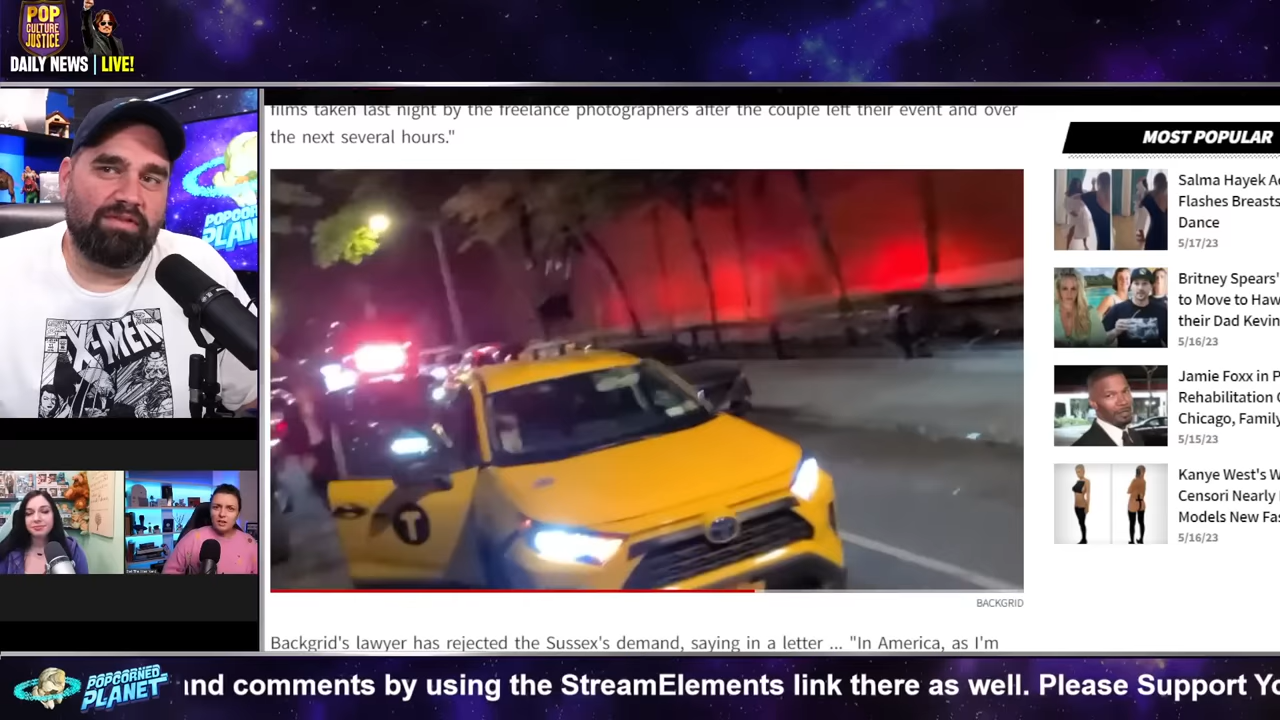 POP
CULTURE
JUSTICE
DAILY NEWS | LIVE!
films taken last night by the freelance photographers after the couple left their event and over
the next several hours."
MOST POPULAR
Salma Hayek Ac
Flashes Breasts
Dance
5/17/23
Britney Spears'
to Move to Haw
their Dad Kevin
5/16/23
Jamie Foxx in P
Rehabilitation C
Chicago, Family
5/15/23
Kanye West's W
Censori Nearly
Models New Fas
5/16/23
POPCORN
PLAN
X-MEN
T
BACKGRID
Backgrid's lawyer has rejected the Sussex's demand, saying in a letter ... "In America, as I'm
POPCORNED
PLANET
and comments by using the StreamElements link there as well. Please Support Yo